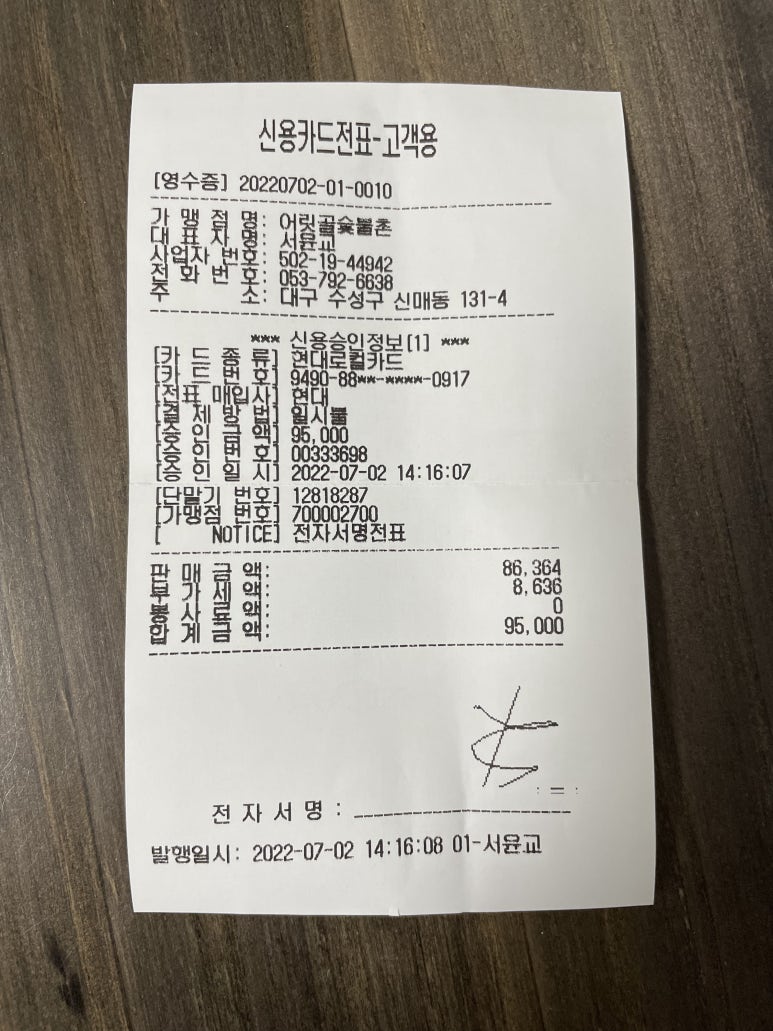 신용카드전표-고객용
[영수증] 20220702-01-0010
가 맹 점 명: 어릿골숯불촌
대 표 자 명: 서윤교
사업자 번호: 502-19-44942
전 화 번 호: 053-792-6638
주 소: 대구 수성구 신매동 131-4
*** 신용승인정보[1] ***
[카 드 종 류] 현대로컬카드
[카 드 번 호] 9490-88**-****-0917
[전표 매입사] 현대
[결 제 방 법] 일시불
[승 인 금 액] 95,000
[승 인 번 호] 00333698
[승 인 일 시] 2022-07-02 14:16:07
[단말기 번호] 12818287
[가맹점 번호] 700002700
[ NOTICE] 전자서명전표
판 매 금 액: 86,364
부 가 세 액: 8,636
봉 사 료 액: 0
합 계 금 액: 95,000
전 자 서 명 :
발행일시: 2022-07-02 14:16:08 01-서윤교